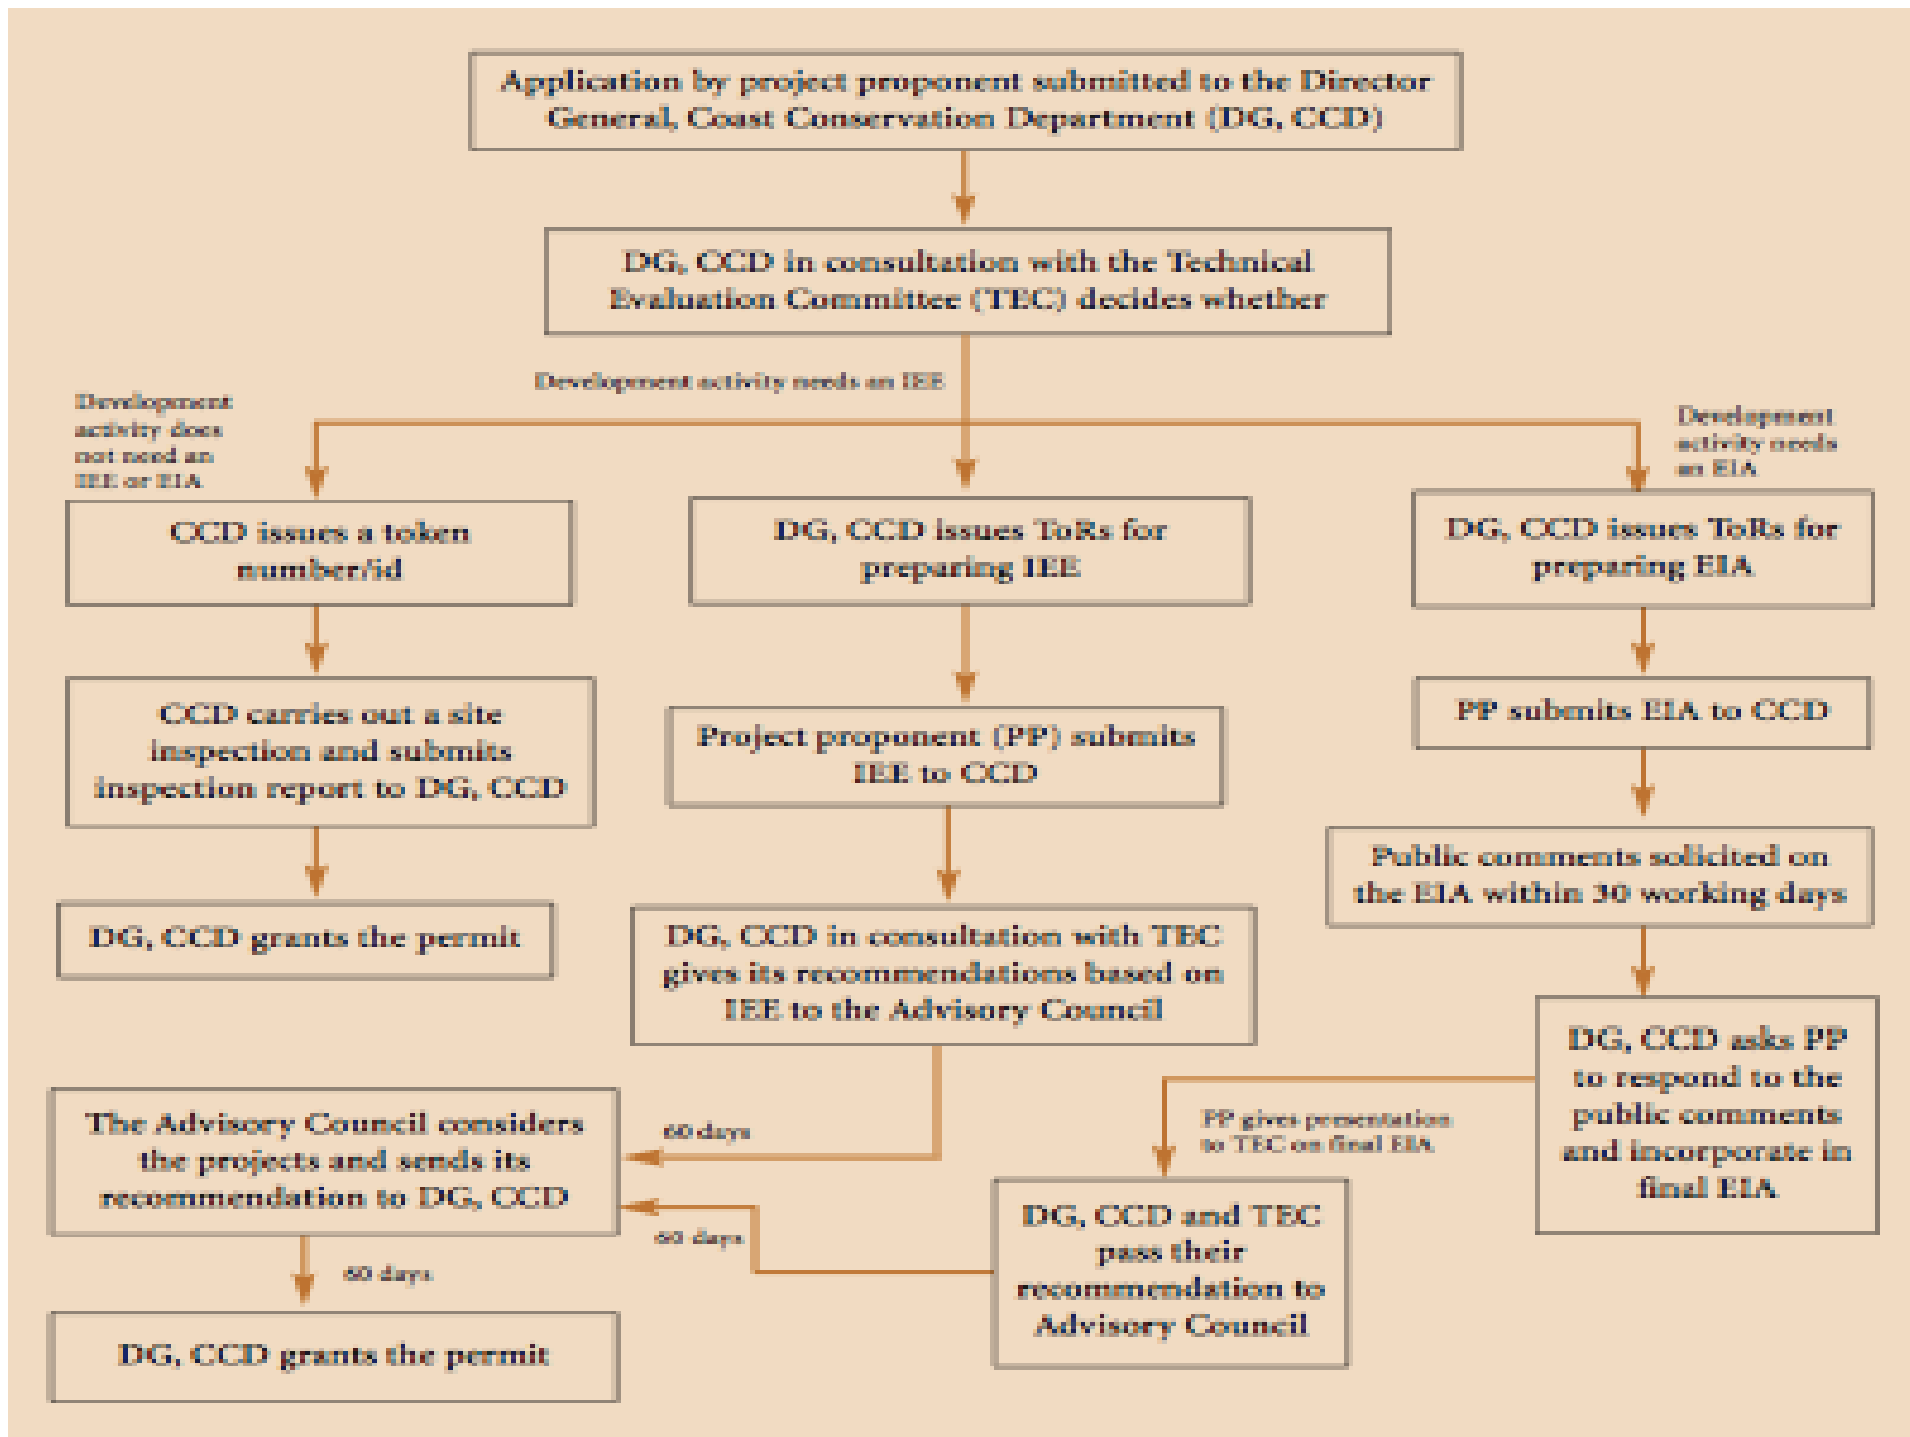 Application by project proponent submitted to the Director
General, Coast Conservation Department (DG, CCD)
DG, CCD in consultation with the Technical
Evaluation Committee (TEC) decides whether
Development activity needs an IEE
Development
activity does
not need an
IEE or EIA
Development
activity needs
an EIA
CCD issues a token
number/id
DG, CCD issues ToRs for
preparing IEE
DG, CCD issues ToRs for
preparing EIA
CCD carries out a site
inspection and submits
inspection report to DG, CCD
Project proponent (PP) submits
IEE to CCD
PP submits EIA to CCD
Public comments solicited on
the EIA within 30 working days
DG, CCD grants the permit
DG, CCD in consultation with TEC
gives its recommendations based on
IEE to the Advisory Council
DG, CCD asks PP
to respond to the
public comments
and incorporate in
final EIA
The Advisory Council considers
the projects and sends its
recommendation to DG, CCD
60 days
PP gives presentation
to TEC on final EIA
60 days
DG, CCD and TEC
pass their
recommendation to
Advisory Council
60 days
DG, CCD grants the permit